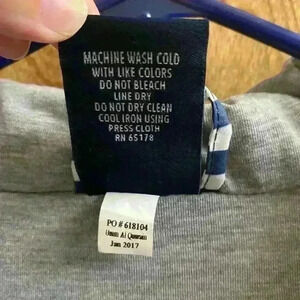 MACHINE WASH COLD
WITH LIKE COLORS
DO NOT BLEACH
LINE DRY
DO NOT DRY CLEAN
COOL IRON USING
PRESS CLOTH
RN 65178
PO # 618104
Umm Al Quwan
Jan 2017